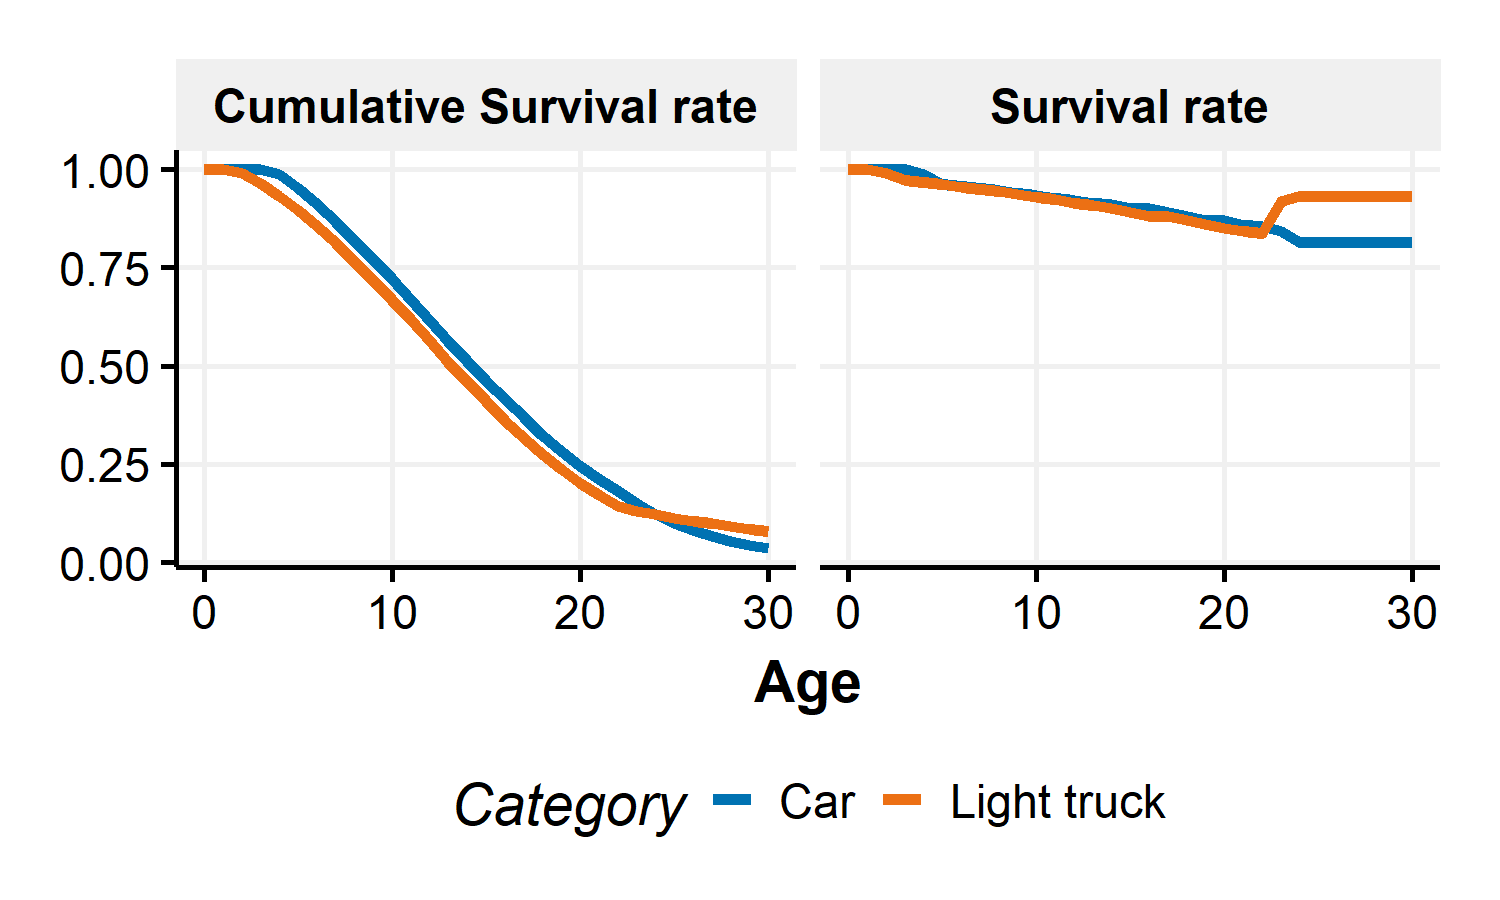 Cumulative Survival rate
Survival rate
1.00
0.75
0.50
0.25
0.00
0 10 20 30
0 10 20 30
Age
Category Car Light truck